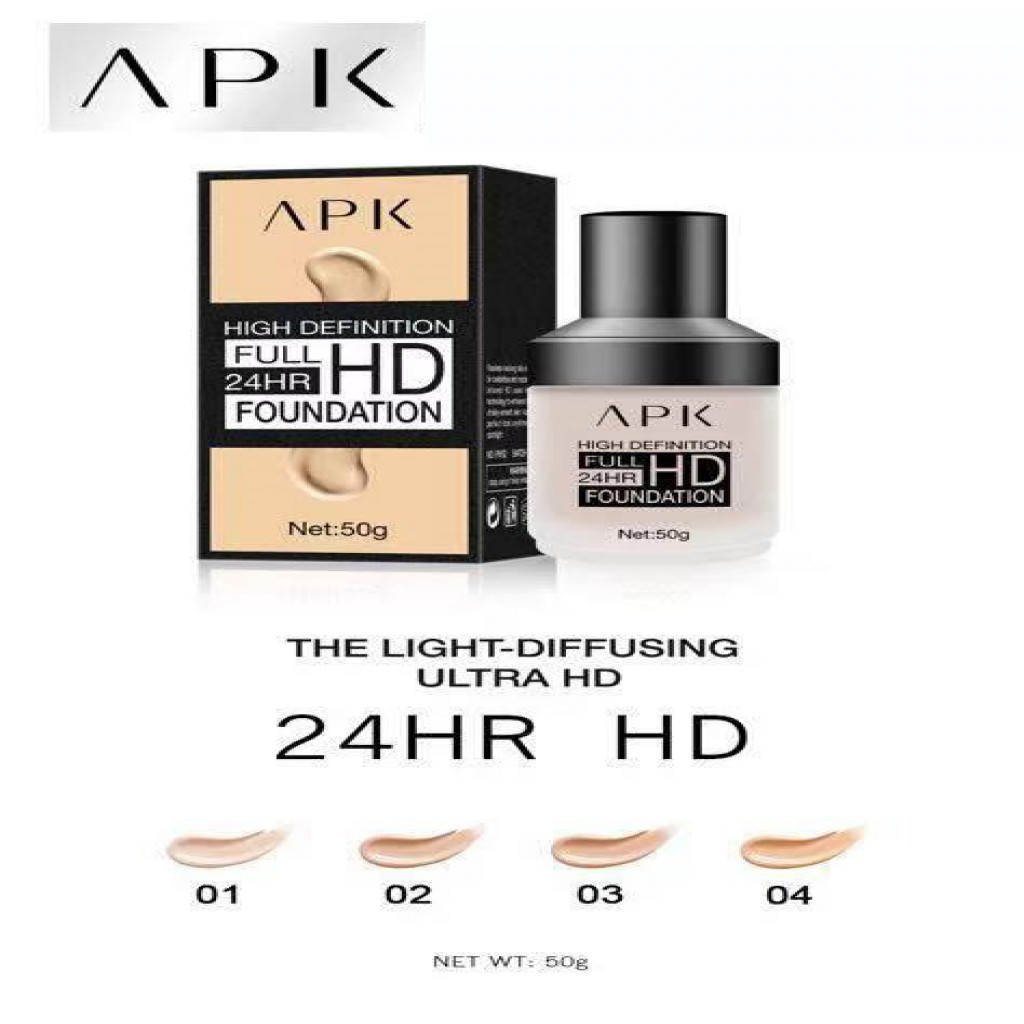 APK
APK
HIGH DEFINITION
FULL HD
24HR
FOUNDATION
Net:50g
APK
HIGH DEFINITION
FULL HD
24HR
FOUNDATION
Net:50g
THE LIGHT-DIFFUSING
ULTRA HD
24HR HD
01 02 03 04
NET WT: 50g